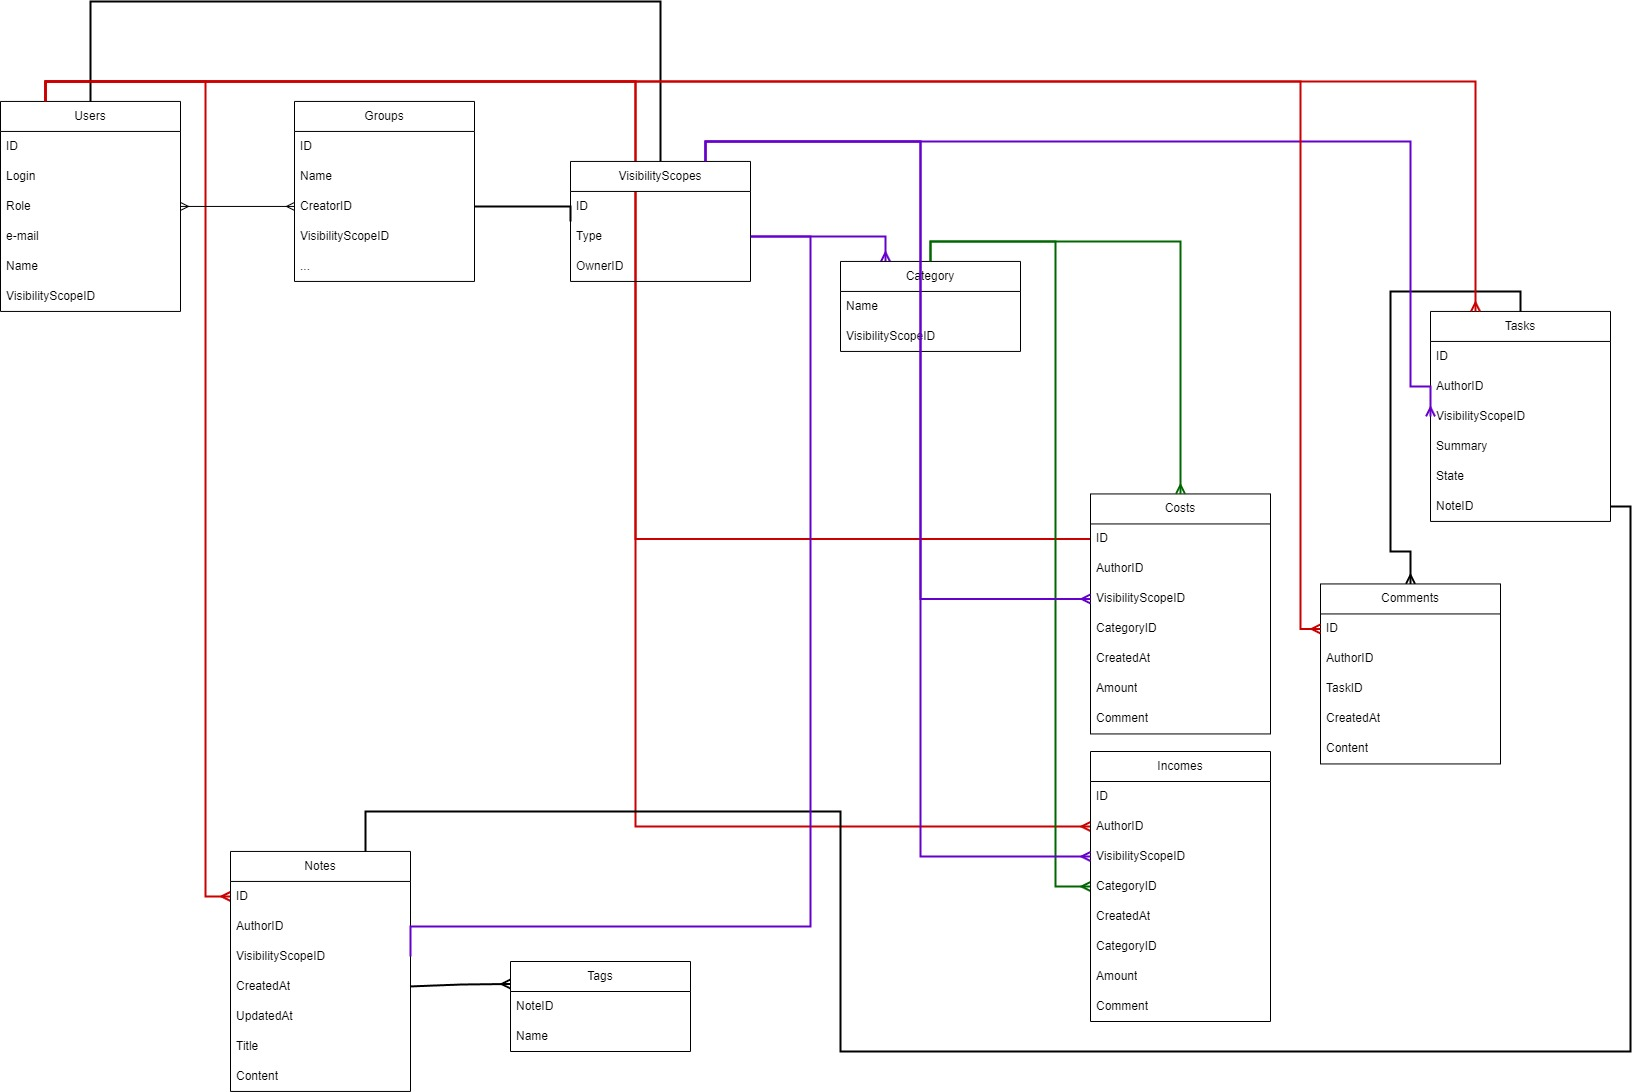 Users
ID
Login
Role
e-mail
Name
VisibilityScopeID
Groups
ID
Name
CreatorID
VisibilityScopeID
...
VisibilityScopes
ID
Type
OwnerID
Category
Name
VisibilityScopeID
Tasks
ID
AuthorID
VisibilityScopeID
Summary
State
NoteID
Costs
ID
AuthorID
VisibilityScopeID
CategoryID
CreatedAt
Amount
Comment
Comments
ID
AuthorID
TaskID
CreatedAt
Content
Incomes
ID
AuthorID
VisibilityScopeID
CategoryID
CreatedAt
CategoryID
Amount
Comment
Notes
ID
AuthorID
VisibilityScopeID
CreatedAt
UpdatedAt
Title
Content
Tags
NoteID
Name